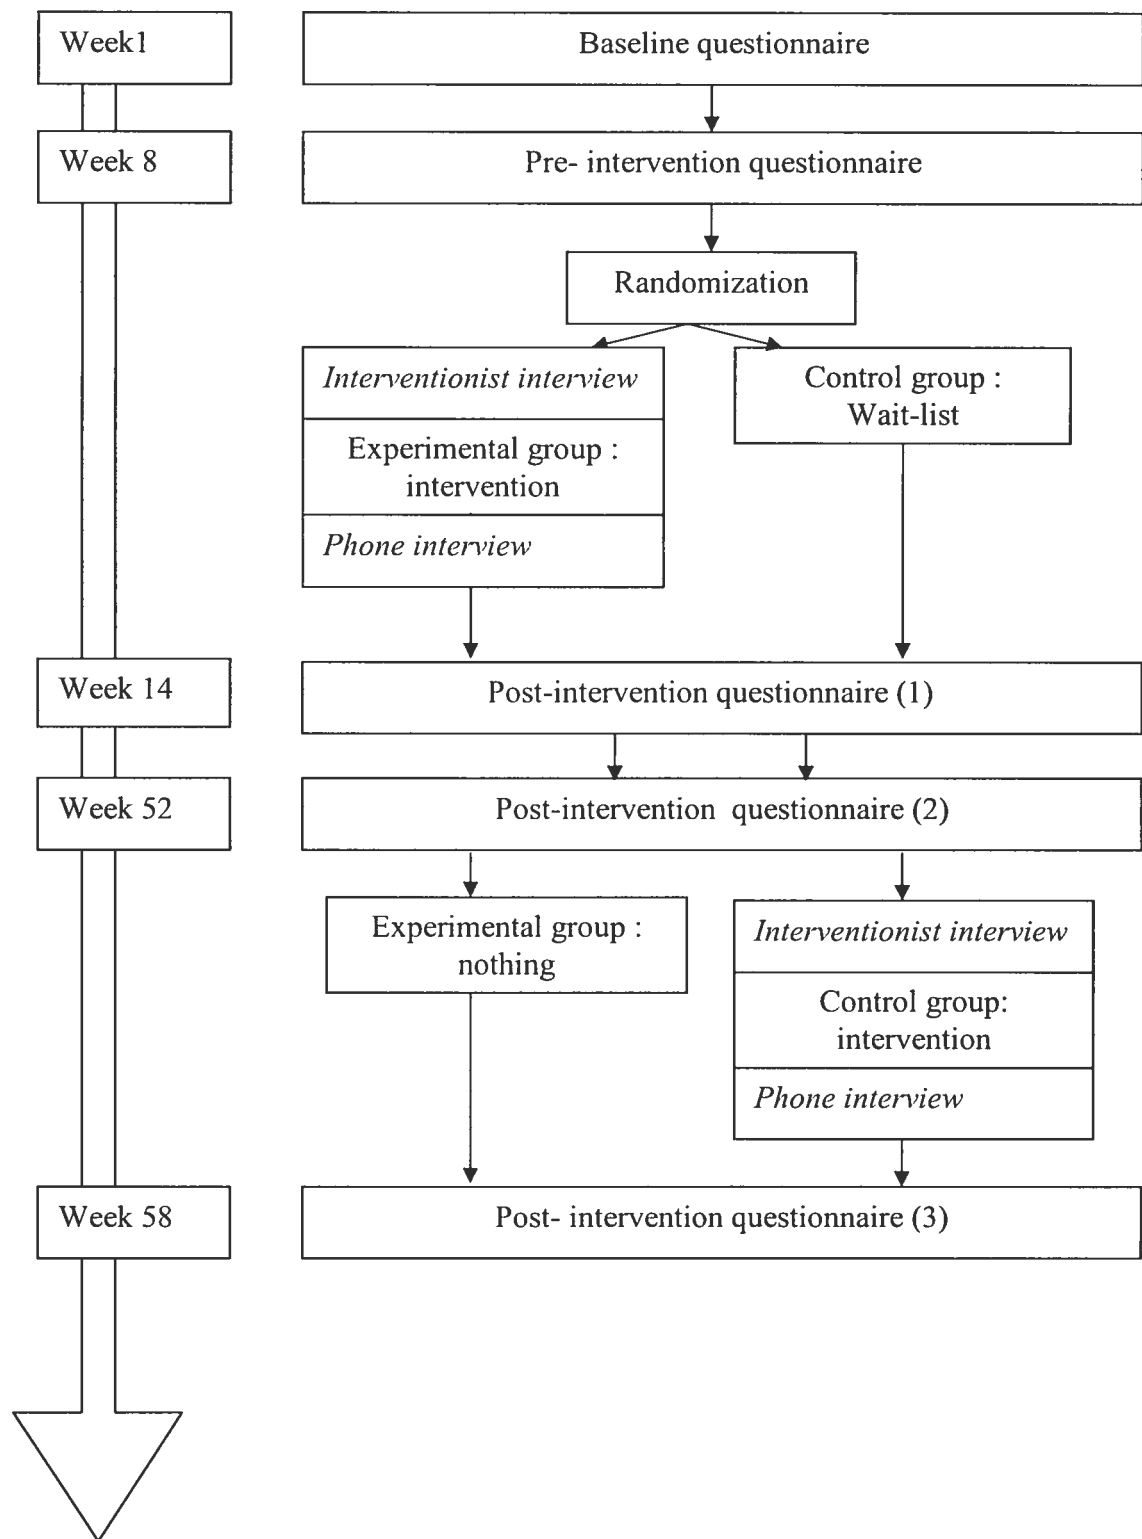 Week1
Baseline questionnaire
Week 8
Pre- intervention questionnaire
Randomization
Interventionist interview
Experimental group :
intervention
Phone interview
Control group :
Wait-list
Week 14
Post-intervention questionnaire (1)
Week 52
Post-intervention questionnaire (2)
Experimental group :
nothing
Interventionist interview
Control group:
intervention
Phone interview
Week 58
Post- intervention questionnaire (3)